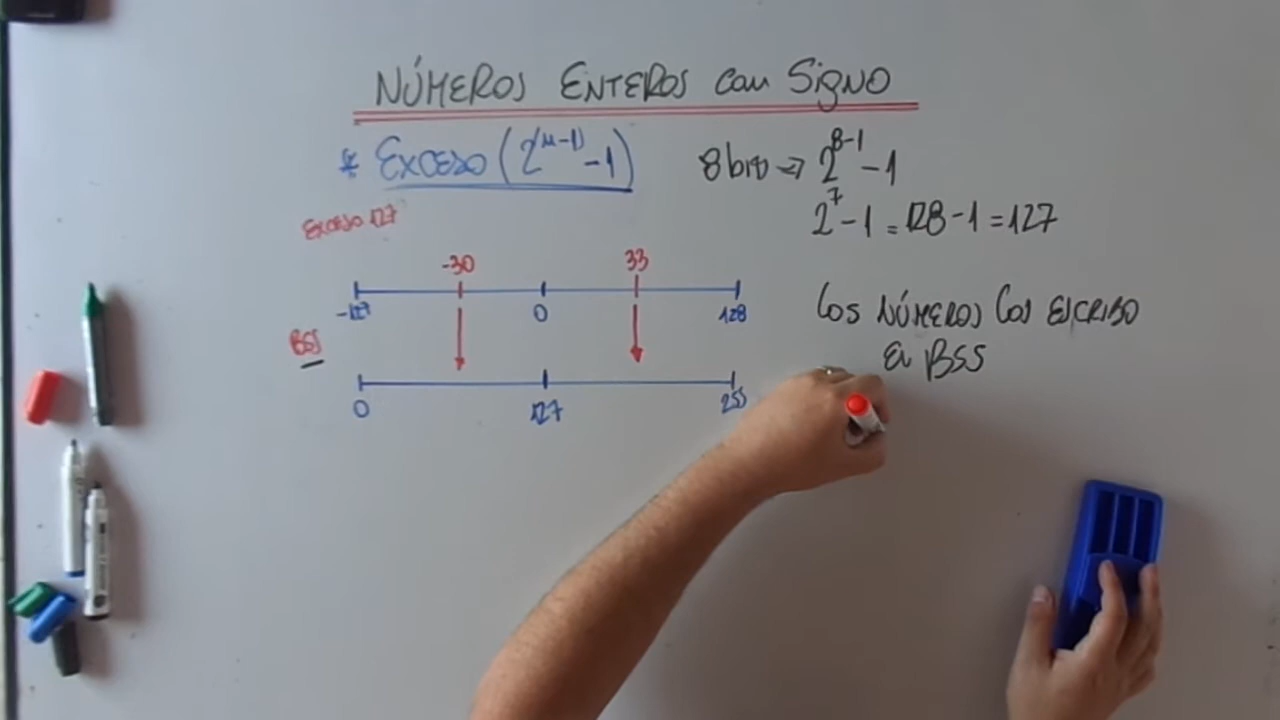 NÚMEROS ENTEROS con SigNO
* EXCESO (2^(n-1) - 1)
8 bits => 2^8-1 - 1
2^7 - 1 = 128 - 1 = 127
EXCESO 127
-30 33
-127 0 128
LOS NÚMEROS LOS ESCRIBO
EN BSS
BSS
0 127 255